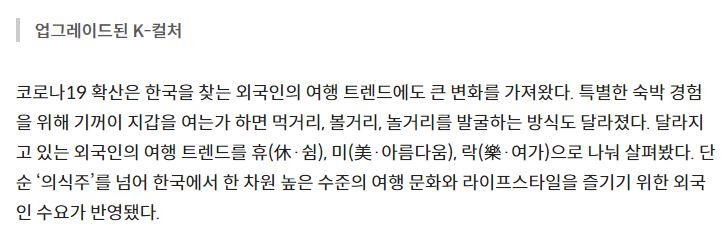 업그레이드된 K-컬처
코로나19 확산은 한국을 찾는 외국인의 여행 트렌드에도 큰 변화를 가져왔다. 특별한 숙박 경험
을 위해 기꺼이 지갑을 여는가 하면 먹거리, 볼거리, 놀거리를 발굴하는 방식도 달라졌다. 달라지
고 있는 외국인의 여행 트렌드를 휴(休·쉼), 미(美·아름다움), 락(樂·여가)으로 나눠 살펴봤다. 단
순 ‘의식주’를 넘어 한국에서 한 차원 높은 수준의 여행 문화와 라이프스타일을 즐기기 위한 외국
인 수요가 반영됐다.